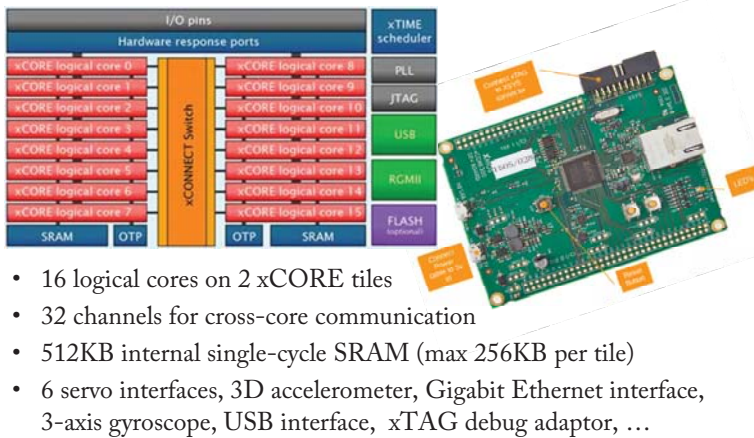 I/O pins
Hardware response ports
xTIME
scheduler
xCORE logical core 0
xCORE logical core 1
xCORE logical core 2
xCORE logical core 3
xCORE logical core 4
xCORE logical core 5
xCORE logical core 6
xCORE logical core 7
xCONNECT Switch
xCORE logical core 8
xCORE logical core 9
xCORE logical core 10
xCORE logical core 11
xCORE logical core 12
xCORE logical core 13
xCORE logical core 14
xCORE logical core 15
PLL
JTAG
USB
RGMII
FLASH
(optional)
SRAM
OTP
OTP
SRAM
LED's
Reset
Button
• 16 logical cores on 2 xCORE tiles
• 32 channels for cross-core communication
• 512KB internal single-cycle SRAM (max 256KB per tile)
• 6 servo interfaces, 3D accelerometer, Gigabit Ethernet interface,
3-axis gyroscope, USB interface, xTAG debug adaptor, …